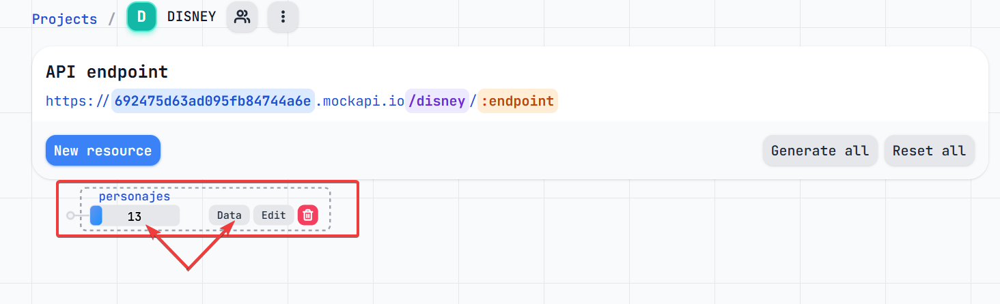 Projects / D DISNEY
API endpoint
https://692475d63ad095fb84744a6e.mockapi.io/disney/:endpoint
New resource Generate all Reset all
personajes
13 Data Edit